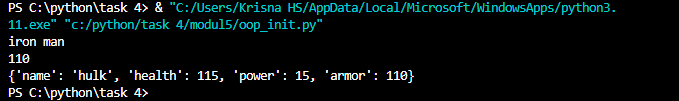 PS C:\python\task 4> & "C:/Users/Krisna HS/AppData/Local/Microsoft/WindowsApps/python3.
11.exe" "c:/python/task 4/modul5/oop_init.py"
iron man
110
{'name': 'hulk', 'health': 115, 'power': 15, 'armor': 110}
PS C:\python\task 4>